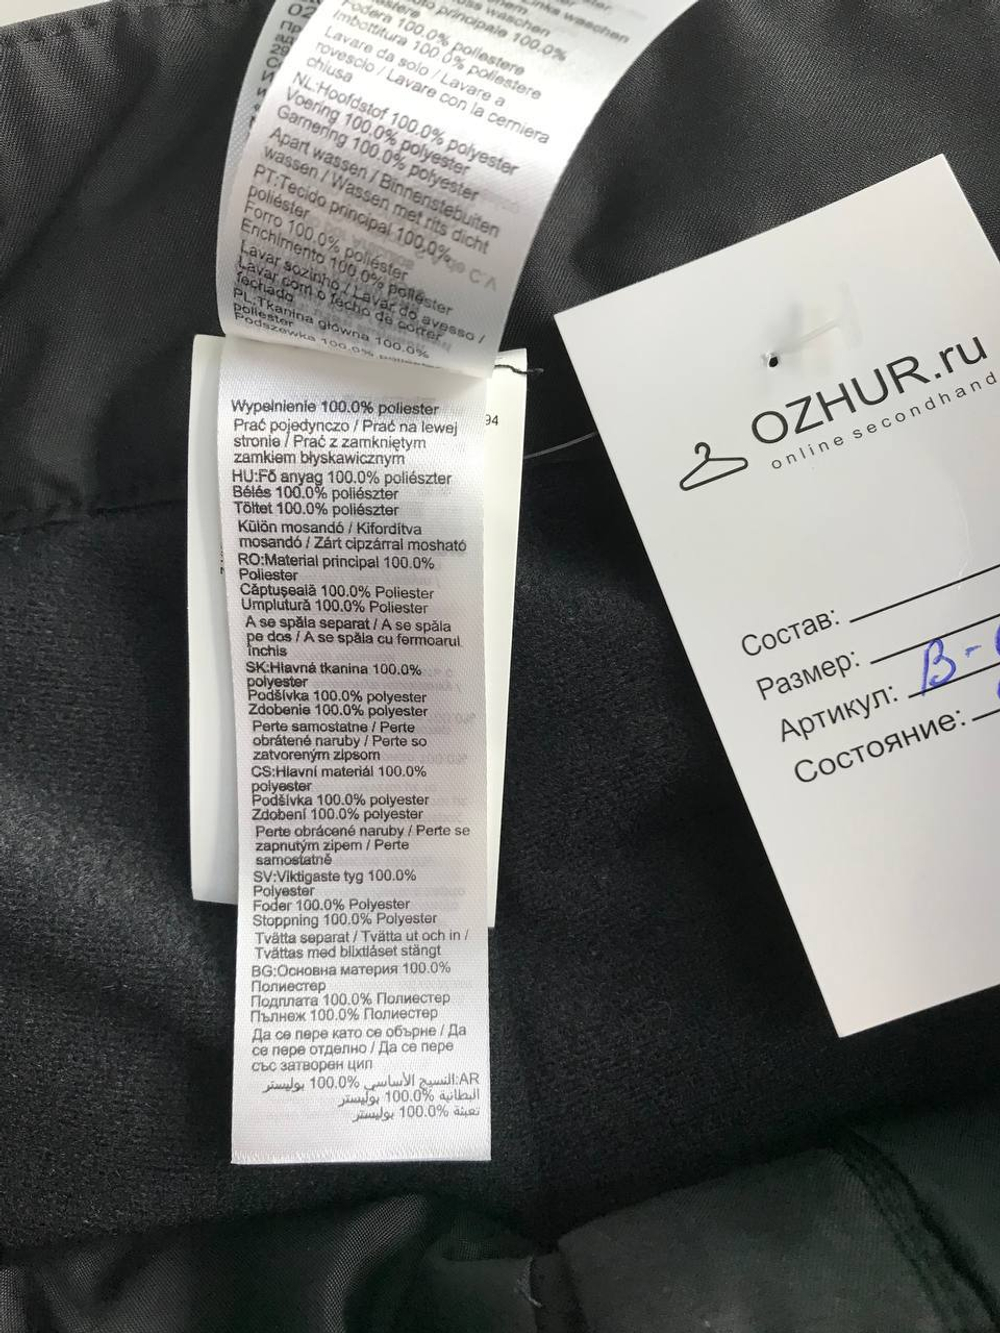 principale 100.0%
Fodera 100.0% poliestere
Imbottitura 100.0% poliestere
Lavare da solo / Lavare a
rovescio / Lavare con la cerniera
chiusa
NL:Hoofdstof 100.0% polyester
Voering 100.0% polyester
Garnering 100.0% polyester
Apart wassen / Binnenstebuiten
wassen / Wassen met rits dicht
PT:Tecido principal 100.0%
poliéster
Forro 100.0% poliéster
Enchimento 100.0% poliéster
Lavar sozinho / Lavar do avesso /
Lavar com o fecho de correr
fechado
PL:Tkanina główna 100.0%
poliester
Podszewka 100.0% poliester
Wypełnienie 100.0% poliester
Prać pojedynczo / Prać na lewej
stronie / Prać z zamkniętym
zamkiem błyskawicznym
HU:Fő anyag 100.0% poliészter
Bélés 100.0% poliészter
Töltet 100.0% poliészter
Külön mosandó / Kifordítva
mosandó / Zárt cipzárral mosható
RO:Material principal 100.0%
Poliester
Căptușeală 100.0% Poliester
Umplutură 100.0% Poliester
A se spăla separat / A se spăla
pe dos / A se spăla cu fermoarul
închis
SK:Hlavná tkanina 100.0%
polyester
Podšívka 100.0% polyester
Zdobenie 100.0% polyester
Perte samostatne / Perte
obrátené naruby / Perte so
zatvoreným zipsom
CS:Hlavní materiál 100.0%
polyester
Podšívka 100.0% polyester
Zdobení 100.0% polyester
Perte obrácené naruby / Perte se
zapnutým zipem / Perte
samostatně
SV:Viktigaste tyg 100.0%
Polyester
Foder 100.0% Polyester
Stoppning 100.0% Polyester
Tvätta separat / Tvätta ut och in /
Tvättas med blixtlåset stängt
BG:Основна материя 100.0%
Полиестер
Подплата 100.0% Полиестер
Пълнеж 100.0% Полиестер
Да се пере като се обърне / Да
се пере отделно / Да се пере
със затворен цип
AR:النسيج الأساسي 100.0% بوليستر
البطانية 100.0% بوليستر
تعبئة 100.0% بوليستر
94
OZHUR.ru
online secondhand
Состав:
Размер:
Артикул: В-
Состояние: